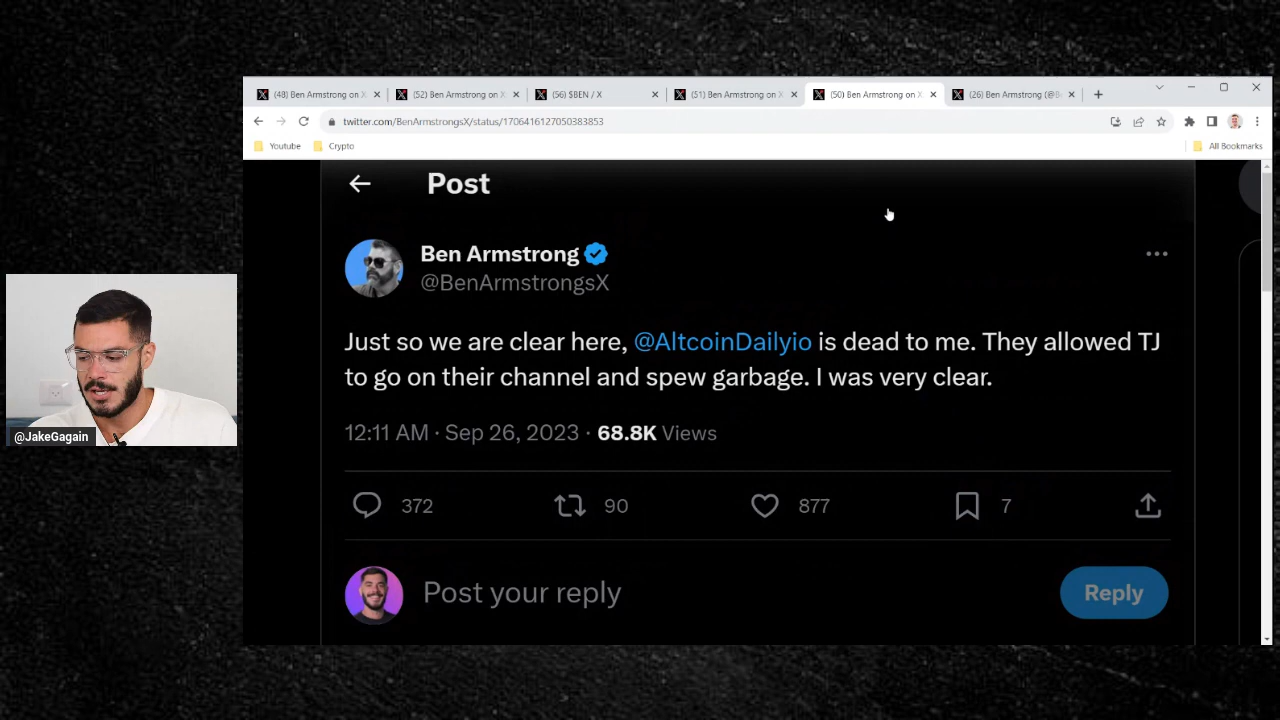 (48) Ben Armstrong on X
(52) Ben Armstrong on X
(56) $BEN / X
(51) Ben Armstrong on X
(50) Ben Armstrong on X
(26) Ben Armstrong (@Be
twitter.com/BenArmstrongsX/status/1706416127050383853
Youtube
Crypto
All Bookmarks
Post
Ben Armstrong
@BenArmstrongsX
Just so we are clear here, @AltcoinDailyio is dead to me. They allowed TJ
to go on their channel and spew garbage. I was very clear.
12:11 AM · Sep 26, 2023 · 68.8K Views
372
90
877
7
Post your reply
Reply
@JakeGagain